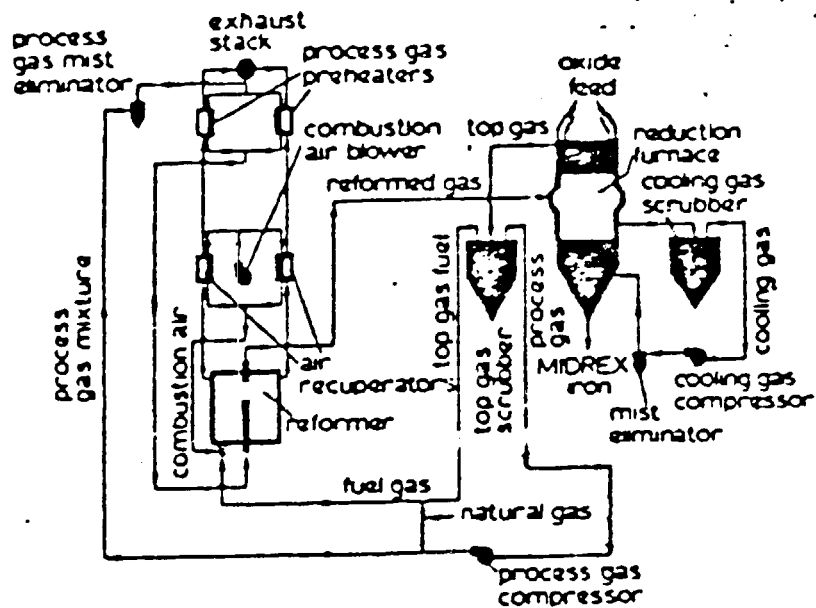 process
gas mist
eliminator
exhaust
stack
process gas
preheaters
combustion
air blower
reformed gas
top gas
oxide
feed
reduction
furnace
cooling gas
scrubber
cooling gas
process
gas mixture
combustion air
air
recuperators
reformer
top gas fuel
top gas
scrubber
process
gas
MIDREX
iron
mist
eliminator
cooling gas
compressor
fuel gas
natural gas
process gas
compressor